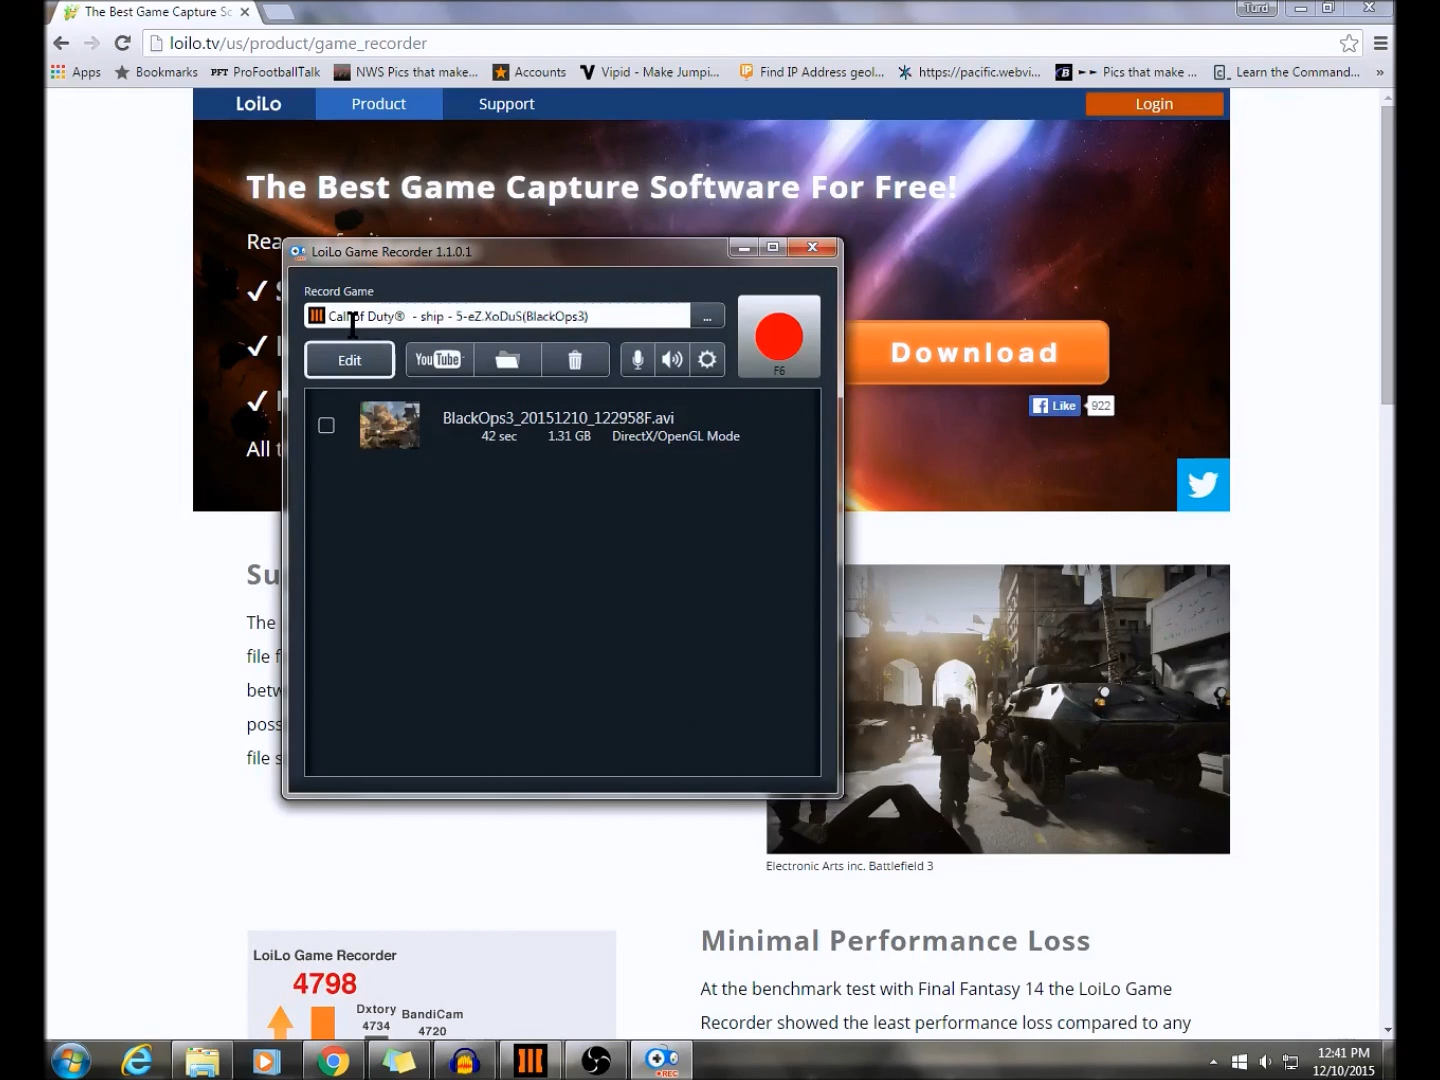 The Best Game Capture Sc
Turd
loilo.tv/us/product/game_recorder
Apps
Bookmarks
PFT ProFootballTalk
NWS Pics that make...
Accounts
Vipid - Make Jumpi...
IP Find IP Address geol...
https://pacific.webvi...
Pics that make ...
Learn the Command...
»
LoiLo
Product
Support
Login
The Best Game Capture Software For Free!
LoiLo Game Recorder 1.1.0.1
Record Game
Call of Duty® - ship - 5-eZ.XoDuS(BlackOps3)
...
F6
Edit
YouTube
Download
Like
922
BlackOps3_20151210_122958F.avi
42 sec
1.31 GB
DirectX/OpenGL Mode
All
The
file
Electronic Arts inc. Battlefield 3
LoiLo Game Recorder
4798
Dxtory
4734
BandiCam
4720
Minimal Performance Loss
At the benchmark test with Final Fantasy 14 the LoiLo Game
Recorder showed the least performance loss compared to any
REC
12:41 PM
12/10/2015